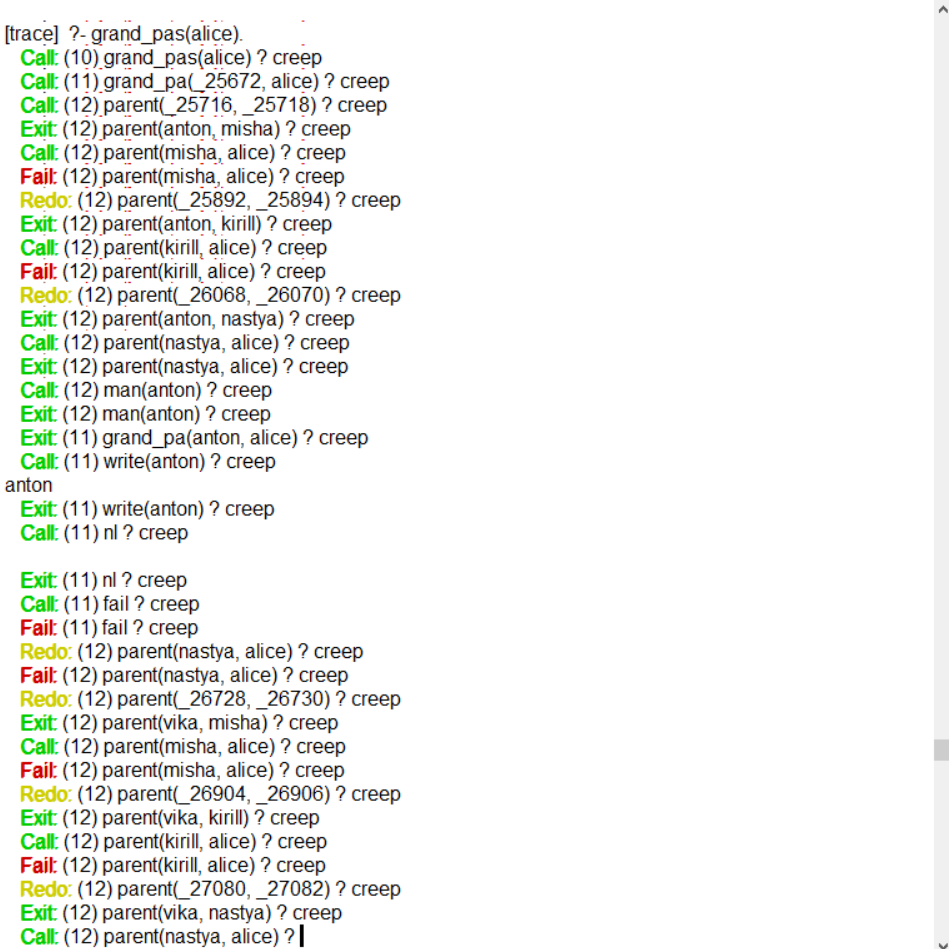 [trace]  ?- grand_pas(alice).
Call: (10) grand_pas(alice) ? creep
Call: (11) grand_pa(_25672, alice) ? creep
Call: (12) parent(_25716, _25718) ? creep
Exit: (12) parent(anton, misha) ? creep
Call: (12) parent(misha, alice) ? creep
Fail: (12) parent(misha, alice) ? creep
Redo: (12) parent(_25892, _25894) ? creep
Exit: (12) parent(anton, kirill) ? creep
Call: (12) parent(kirill, alice) ? creep
Fail: (12) parent(kirill, alice) ? creep
Redo: (12) parent(_26068, _26070) ? creep
Exit: (12) parent(anton, nastya) ? creep
Call: (12) parent(nastya, alice) ? creep
Exit: (12) parent(nastya, alice) ? creep
Call: (12) man(anton) ? creep
Exit: (12) man(anton) ? creep
Exit: (11) grand_pa(anton, alice) ? creep
Call: (11) write(anton) ? creep
anton
Exit: (11) write(anton) ? creep
Call: (11) nl ? creep
Exit: (11) nl ? creep
Call: (11) fail ? creep
Fail: (11) fail ? creep
Redo: (12) parent(nastya, alice) ? creep
Fail: (12) parent(nastya, alice) ? creep
Redo: (12) parent(_26728, _26730) ? creep
Exit: (12) parent(vika, misha) ? creep
Call: (12) parent(misha, alice) ? creep
Fail: (12) parent(misha, alice) ? creep
Redo: (12) parent(_26904, _26906) ? creep
Exit: (12) parent(vika, kirill) ? creep
Call: (12) parent(kirill, alice) ? creep
Fail: (12) parent(kirill, alice) ? creep
Redo: (12) parent(_27080, _27082) ? creep
Exit: (12) parent(vika, nastya) ? creep
Call: (12) parent(nastya, alice) ?